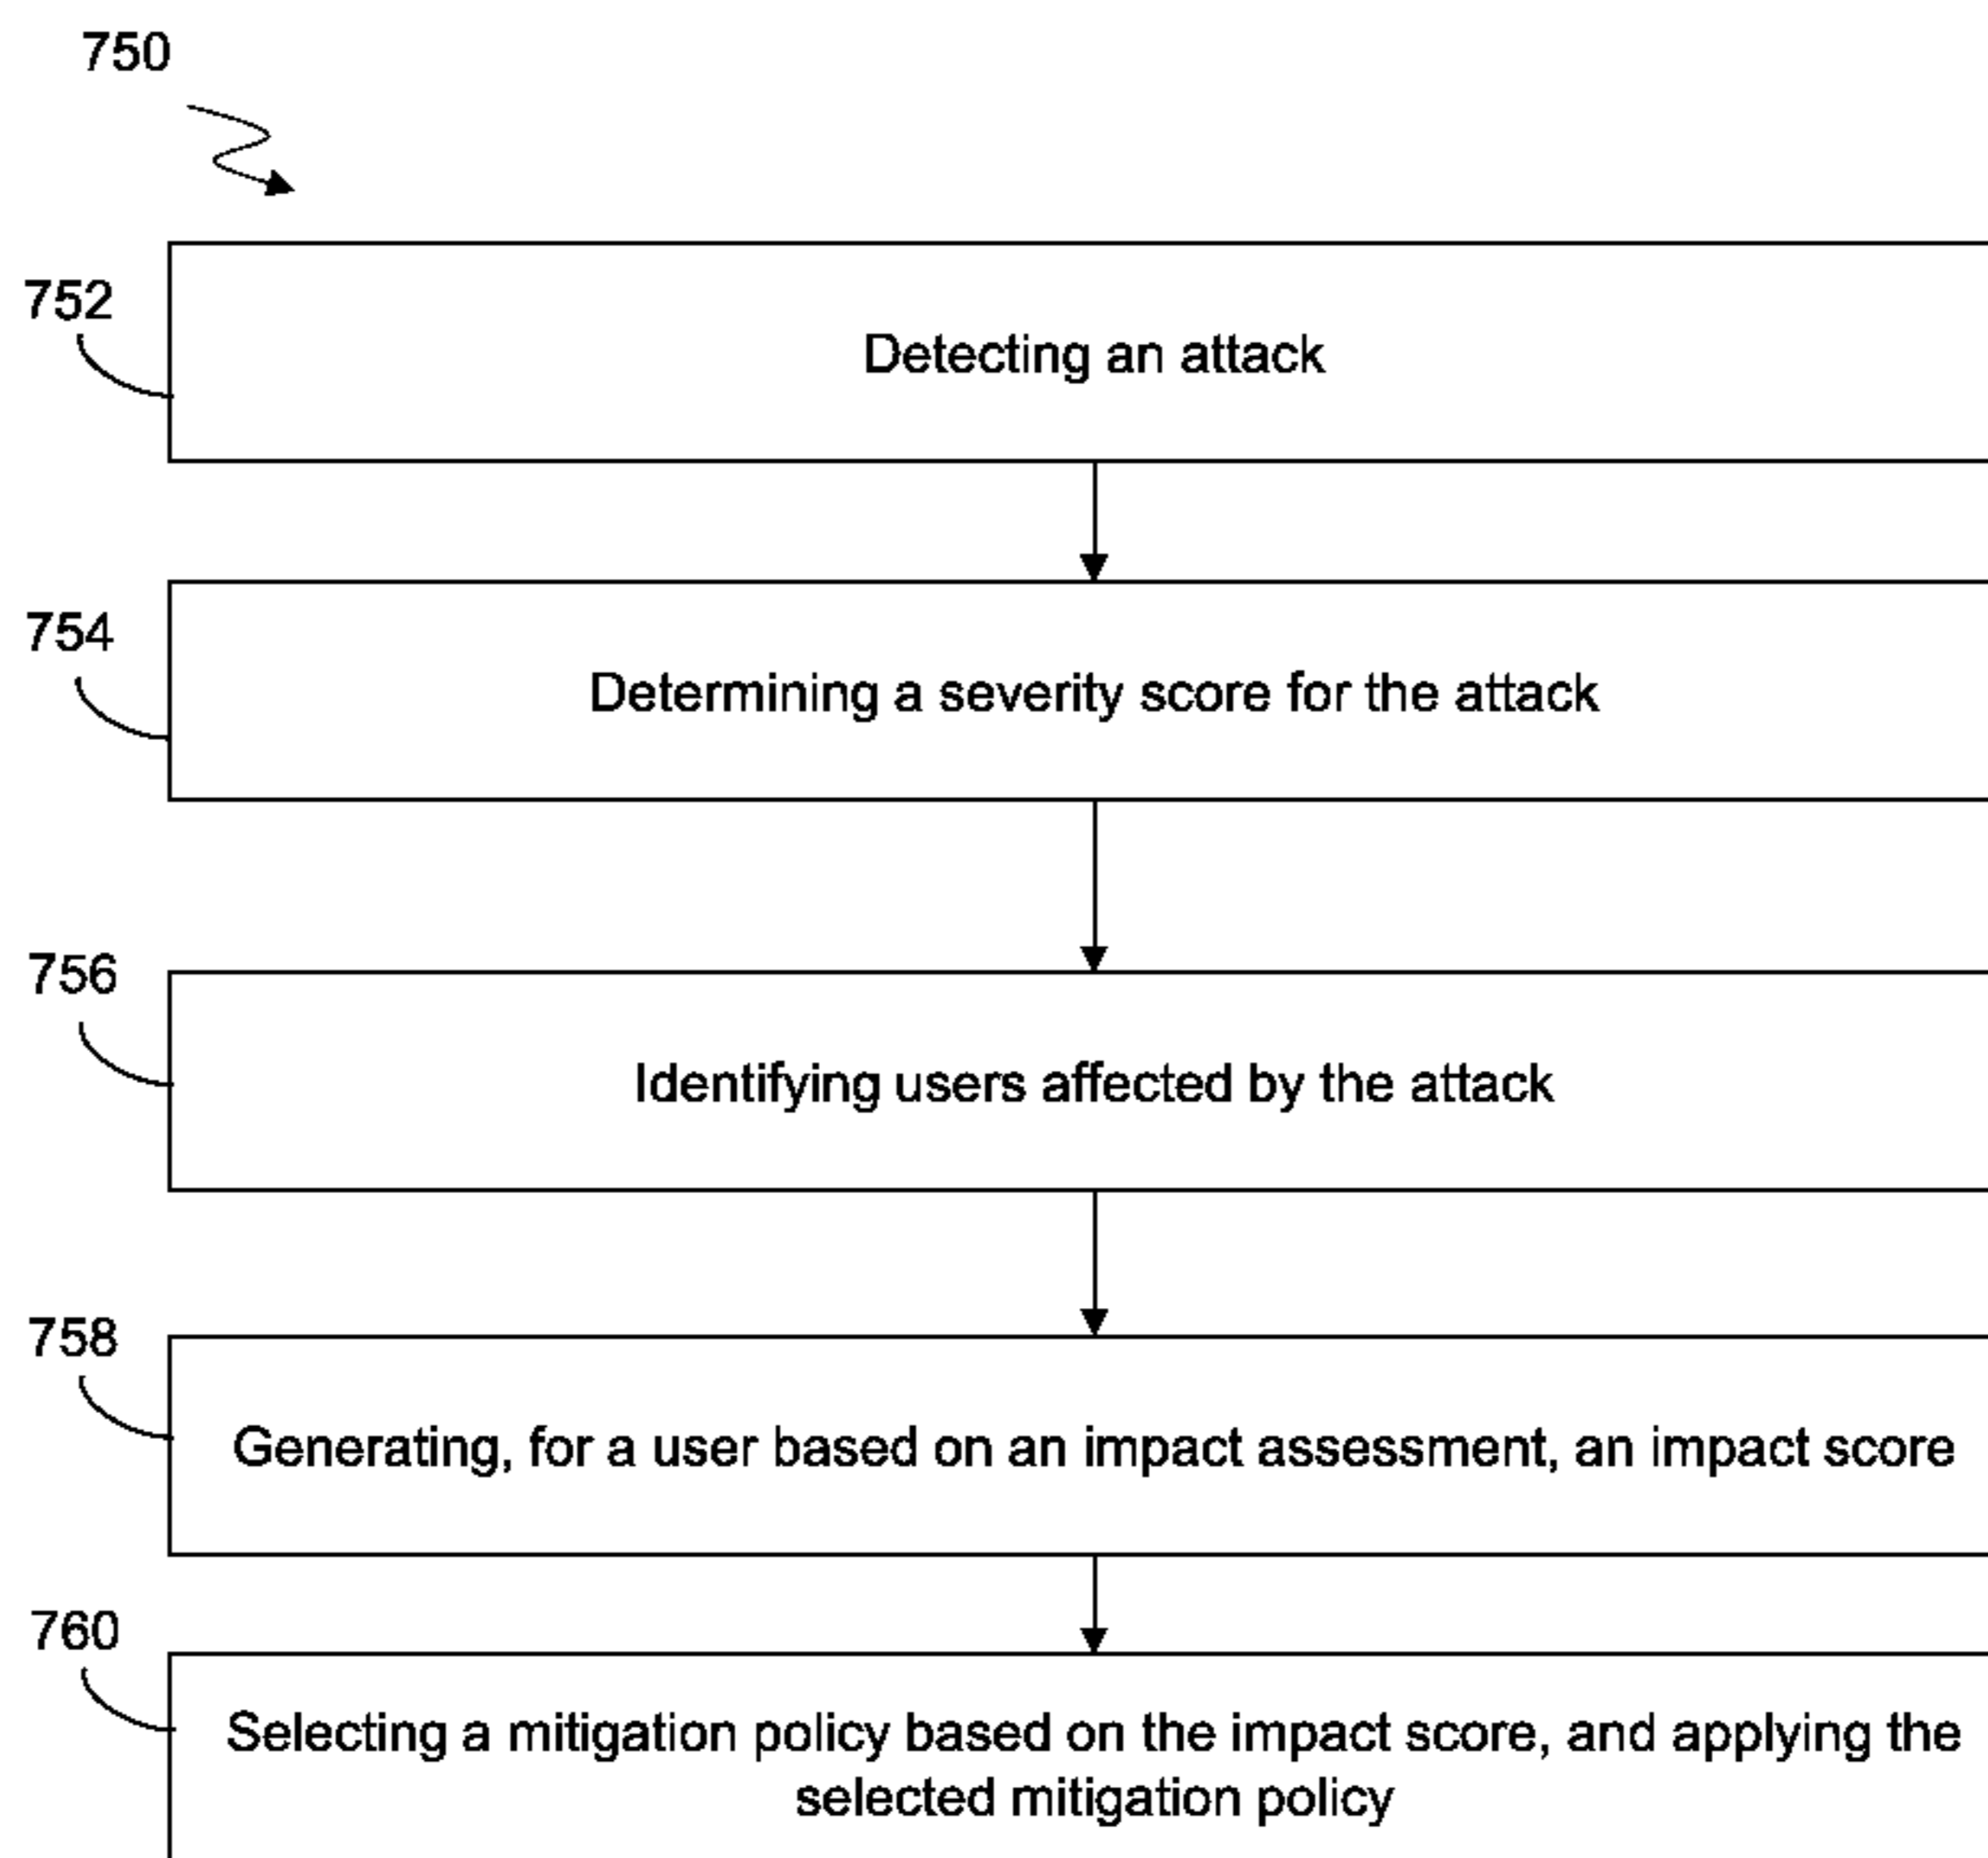 750
752
Detecting an attack
754
Determining a severity score for the attack
756
Identifying users affected by the attack
758
Generating, for a user based on an impact assessment, an impact score
760
Selecting a mitigation policy based on the impact score, and applying the
selected mitigation policy